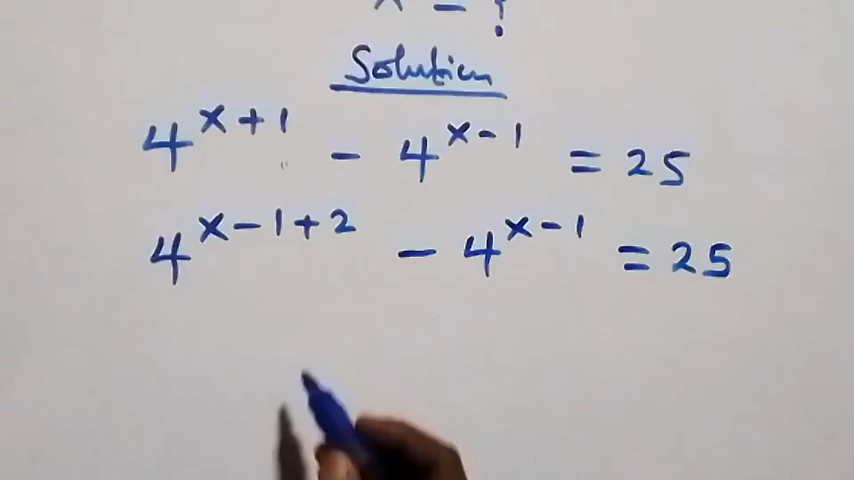 x = ?
Solution
4^{x+1} - 4^{x-1} = 25
4^{x-1+2} - 4^{x-1} = 25